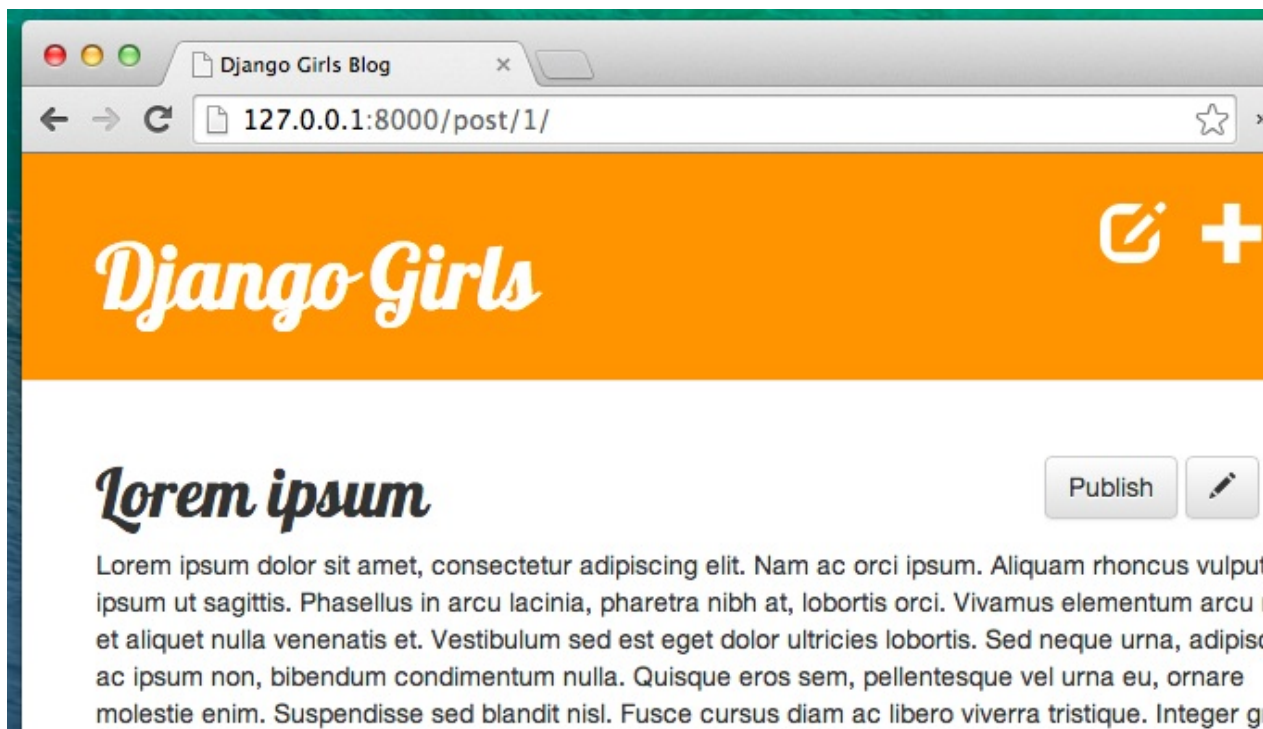 Django Girls Blog
127.0.0.1:8000/post/1/
Django Girls
Lorem ipsum
Publish
Lorem ipsum dolor sit amet, consectetur adipiscing elit. Nam ac orci ipsum. Aliquam rhoncus vulput
ipsum ut sagittis. Phasellus in arcu lacinia, pharetra nibh at, lobortis orci. Vivamus elementum arcu
et aliquet nulla venenatis et. Vestibulum sed est eget dolor ultricies lobortis. Sed neque urna, adipisc
ac ipsum non, bibendum condimentum nulla. Quisque eros sem, pellentesque vel urna eu, ornare
molestie enim. Suspendisse sed blandit nisl. Fusce cursus diam ac libero viverra tristique. Integer